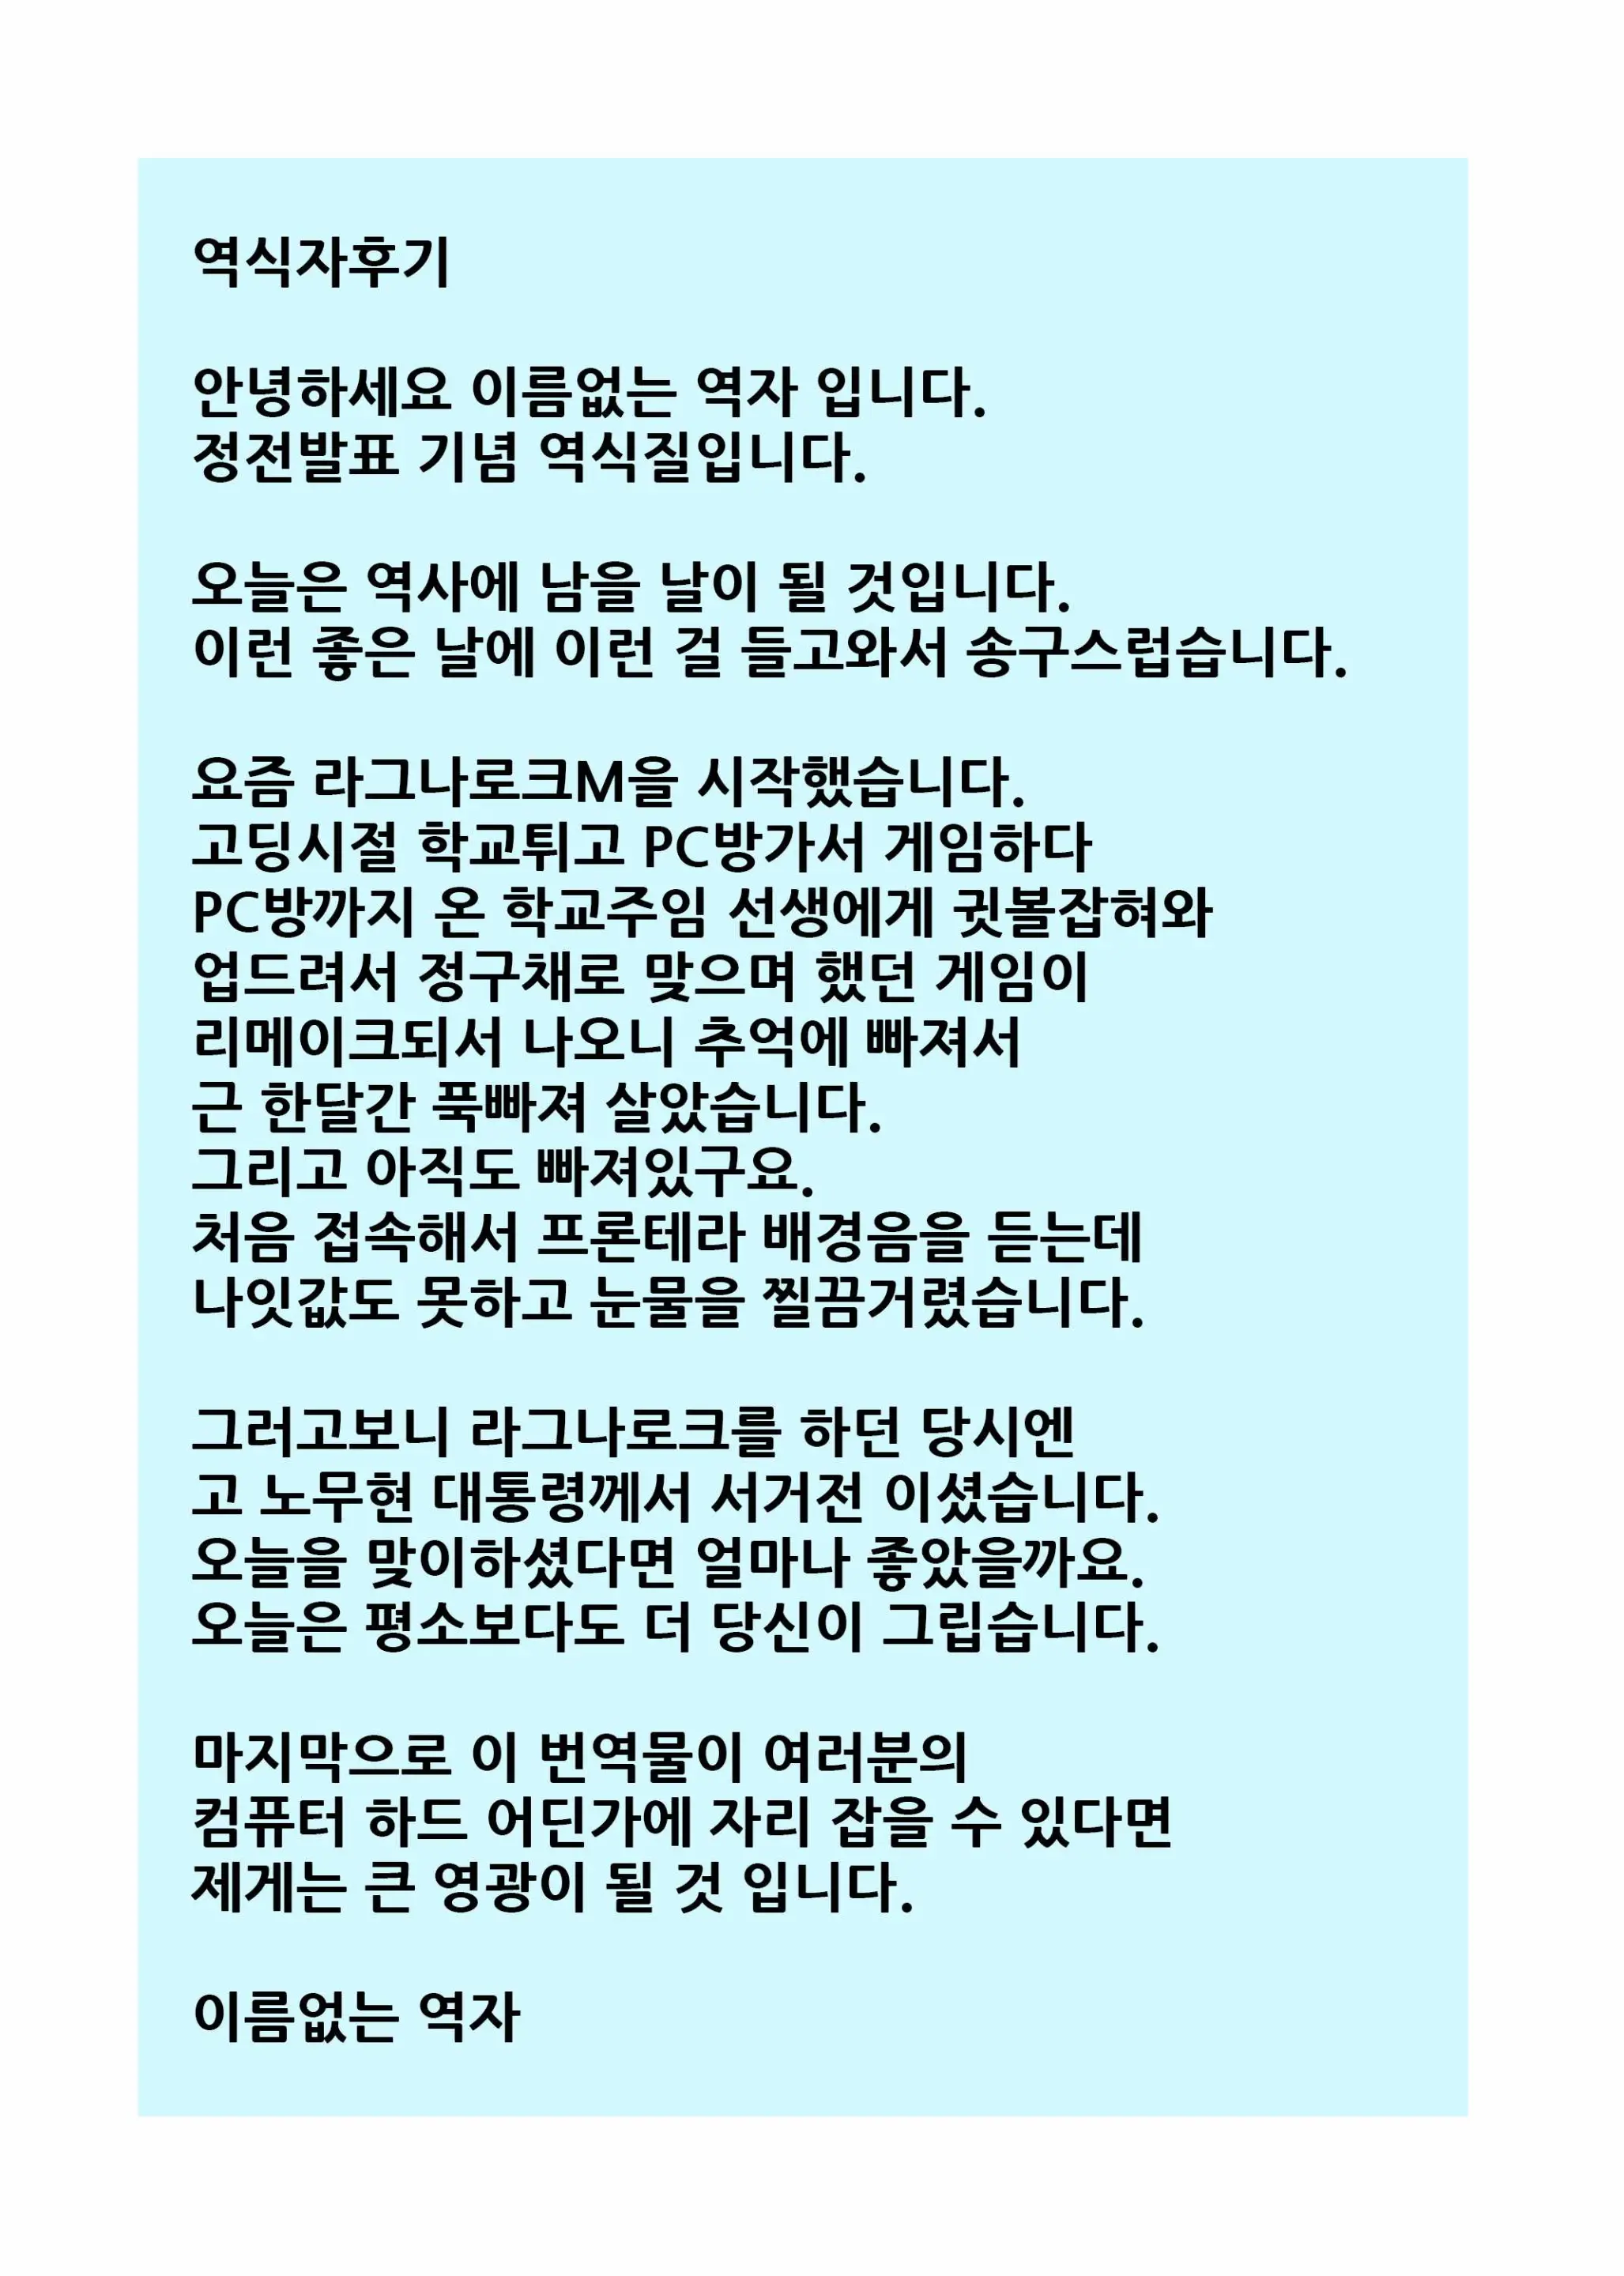 역식자후기
안녕하세요 이름없는 역자 입니다.
정전발표 기념 역식질입니다.
오늘은 역사에 남을 날이 될 것입니다.
이런 좋은 날에 이런 걸 들고와서 송구스럽습니다.
요즘 라그나로크M을 시작했습니다.
고딩시절 학교튀고 PC방가서 게임하다
PC방까지 온 학교주임 선생에게 귓볼잡혀와
업드려서 정구채로 맞으며 했던 게임이
리메이크되서 나오니 추억에 빠져서
근 한달간 푹빠져 살았습니다.
그리고 아직도 빠져있구요.
처음 접속해서 프론테라 배경음을 듣는데
나잇값도 못하고 눈물을 찔끔거렸습니다.
그러고보니 라그나로크를 하던 당시엔
고 노무현 대통령께서 서거전 이셨습니다.
오늘을 맞이하셨다면 얼마나 좋았을까요.
오늘은 평소보다도 더 당신이 그립습니다.
마지막으로 이 번역물이 여러분의
컴퓨터 하드 어딘가에 자리 잡을 수 있다면
제게는 큰 영광이 될 것 입니다.
이름없는 역자